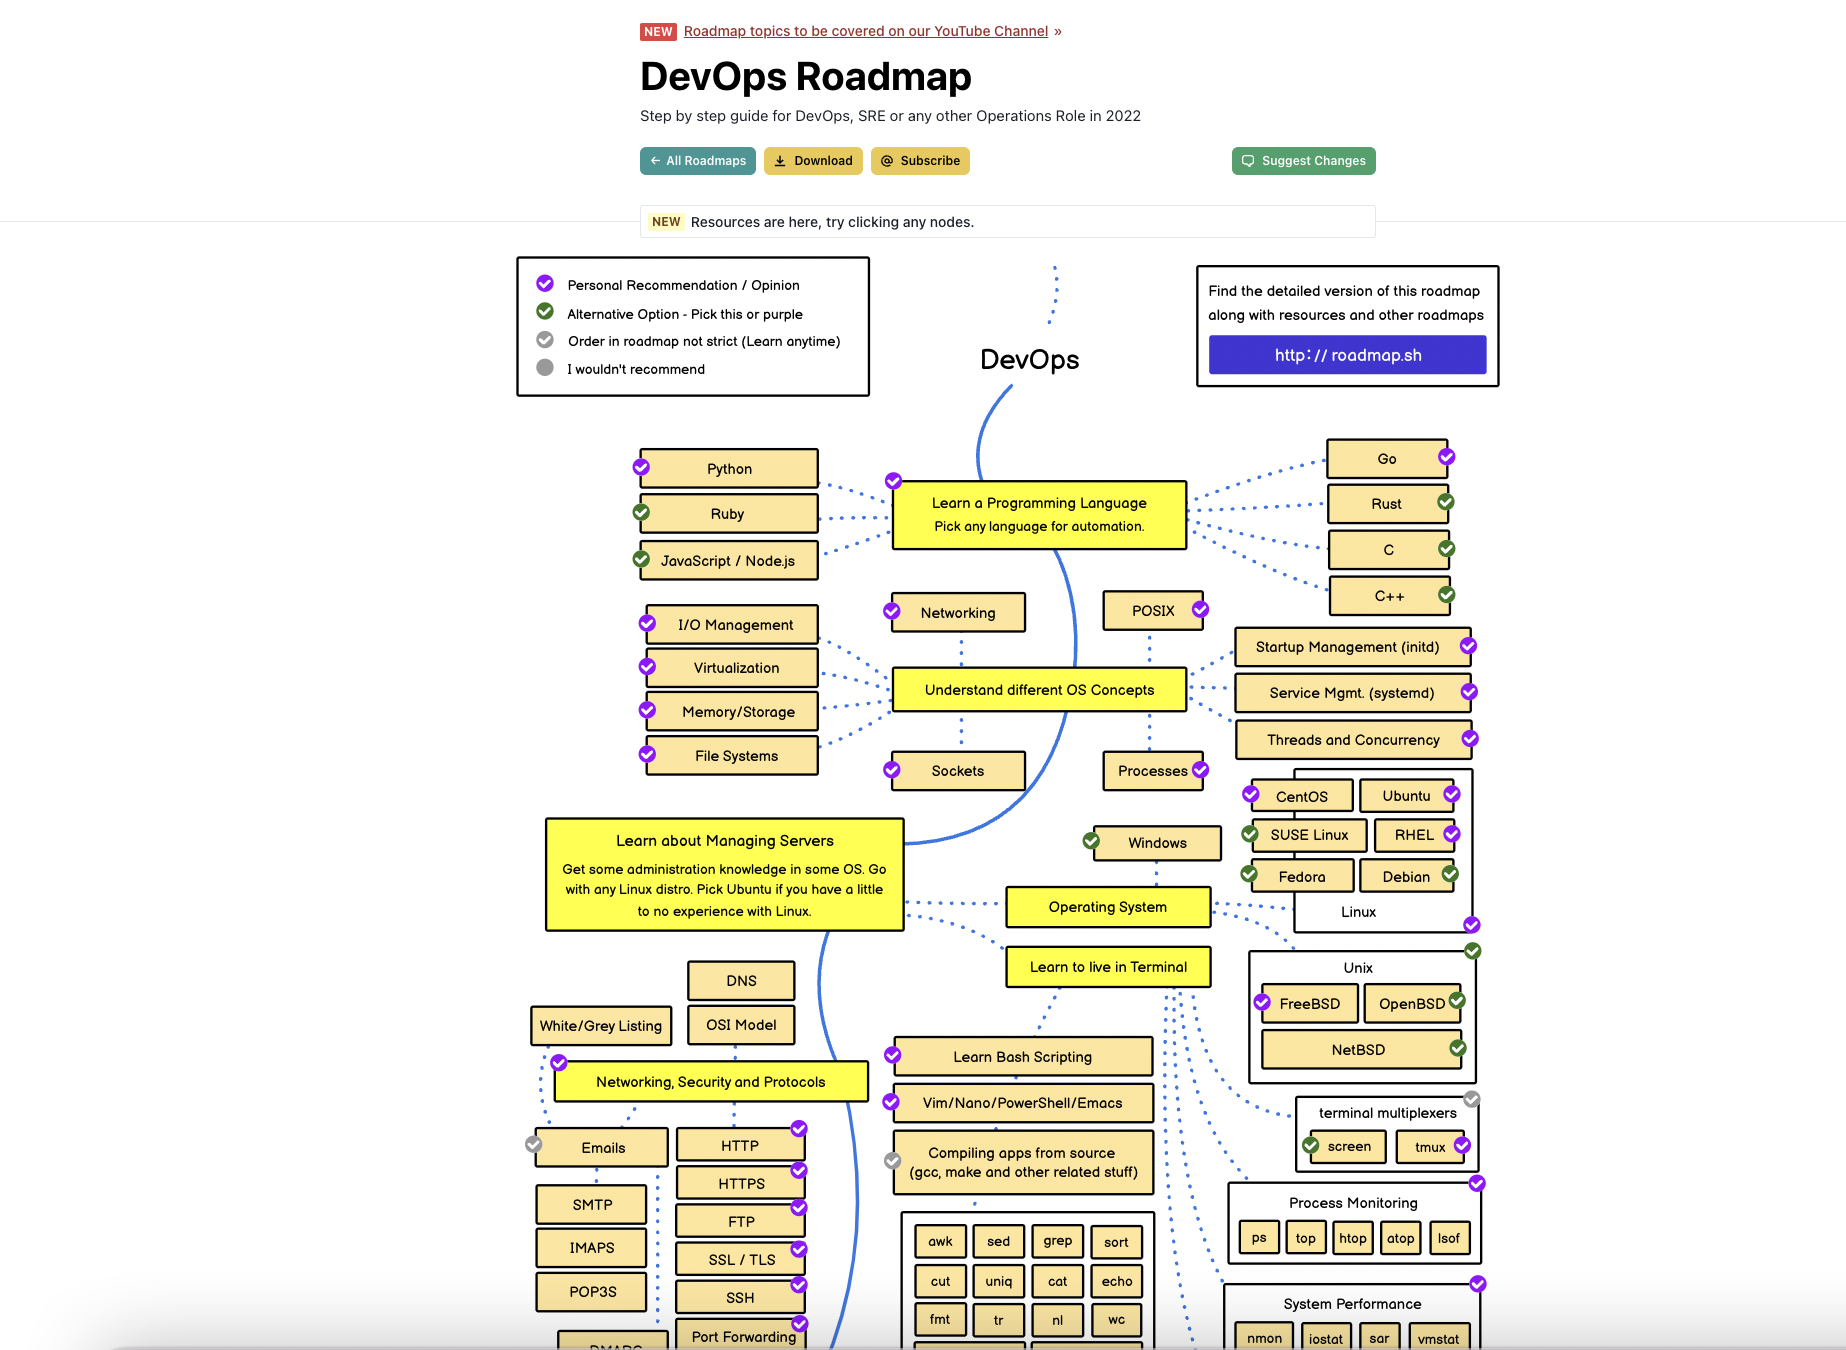 NEW Roadmap topics to be covered on our YouTube Channel »
DevOps Roadmap
Step by step guide for DevOps, SRE or any other Operations Role in 2022
← All Roadmaps
Download
Subscribe
Suggest Changes
NEW Resources are here, try clicking any nodes.
Personal Recommendation / Opinion
Alternative Option - Pick this or purple
Order in roadmap not strict (Learn anytime)
I wouldn't recommend
Find the detailed version of this roadmap
along with resources and other roadmaps
http://roadmap.sh
DevOps
Python
Ruby
JavaScript / Node.js
Learn a Programming Language
Pick any language for automation.
Go
Rust
C
C++
I/O Management
Virtualization
Memory/Storage
File Systems
Networking
POSIX
Understand different OS Concepts
Sockets
Processes
Startup Management (initd)
Service Mgmt. (systemd)
Threads and Concurrency
Learn about Managing Servers
Get some administration knowledge in some OS. Go
with any Linux distro. Pick Ubuntu if you have a little
to no experience with Linux.
Windows
Operating System
Learn to live in Terminal
CentOS
Ubuntu
SUSE Linux
RHEL
Fedora
Debian
Linux
Unix
FreeBSD
OpenBSD
NetBSD
DNS
OSI Model
White/Grey Listing
Networking, Security and Protocols
Emails
SMTP
IMAPS
POP3S
HTTP
HTTPS
FTP
SSL / TLS
SSH
Port Forwarding
Learn Bash Scripting
Vim/Nano/PowerShell/Emacs
Compiling apps from source
(gcc, make and other related stuff)
awk
sed
grep
sort
cut
uniq
cat
echo
fmt
tr
nl
wc
terminal multiplexers
screen
tmux
Process Monitoring
ps
top
htop
atop
lsof
System Performance
nmon
iostat
sar
vmstat